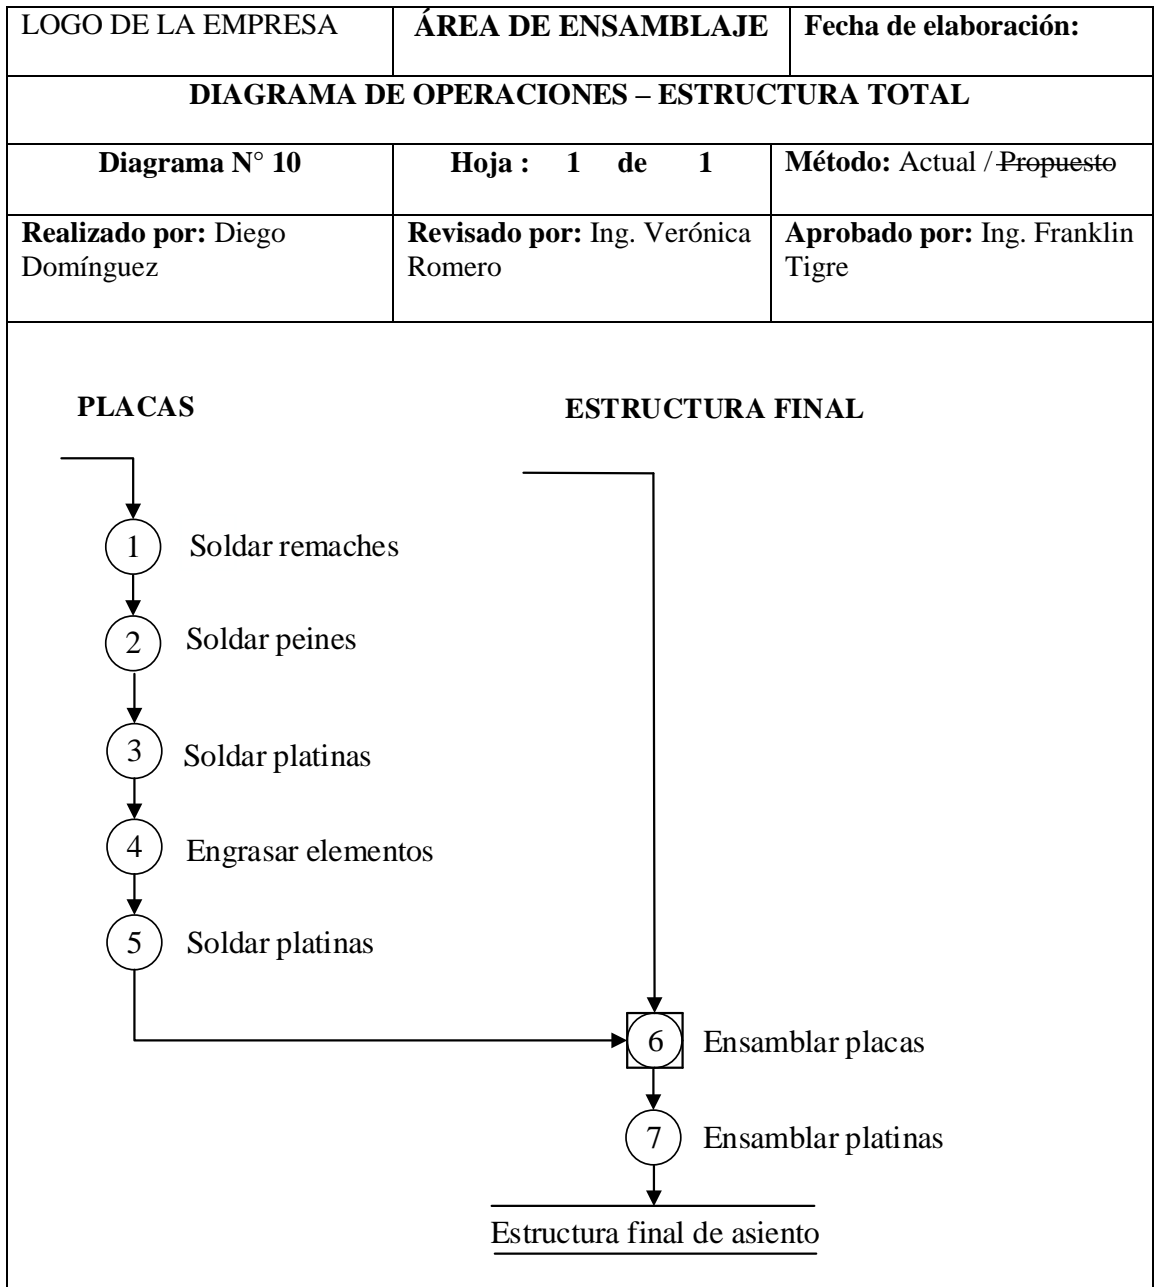 LOGO DE LA EMPRESA
ÁREA DE ENSAMBLAJE
Fecha de elaboración:
DIAGRAMA DE OPERACIONES – ESTRUCTURA TOTAL
Diagrama N° 10
Hoja : 1 de 1
Método: Actual / Propuesto
Realizado por: Diego
Domínguez
Revisado por: Ing. Verónica
Romero
Aprobado por: Ing. Franklin
Tigre
PLACAS
ESTRUCTURA FINAL
1 Soldar remaches
2 Soldar peines
3 Soldar platinas
4 Engrasar elementos
5 Soldar platinas
6 Ensamblar placas
7 Ensamblar platinas
Estructura final de asiento